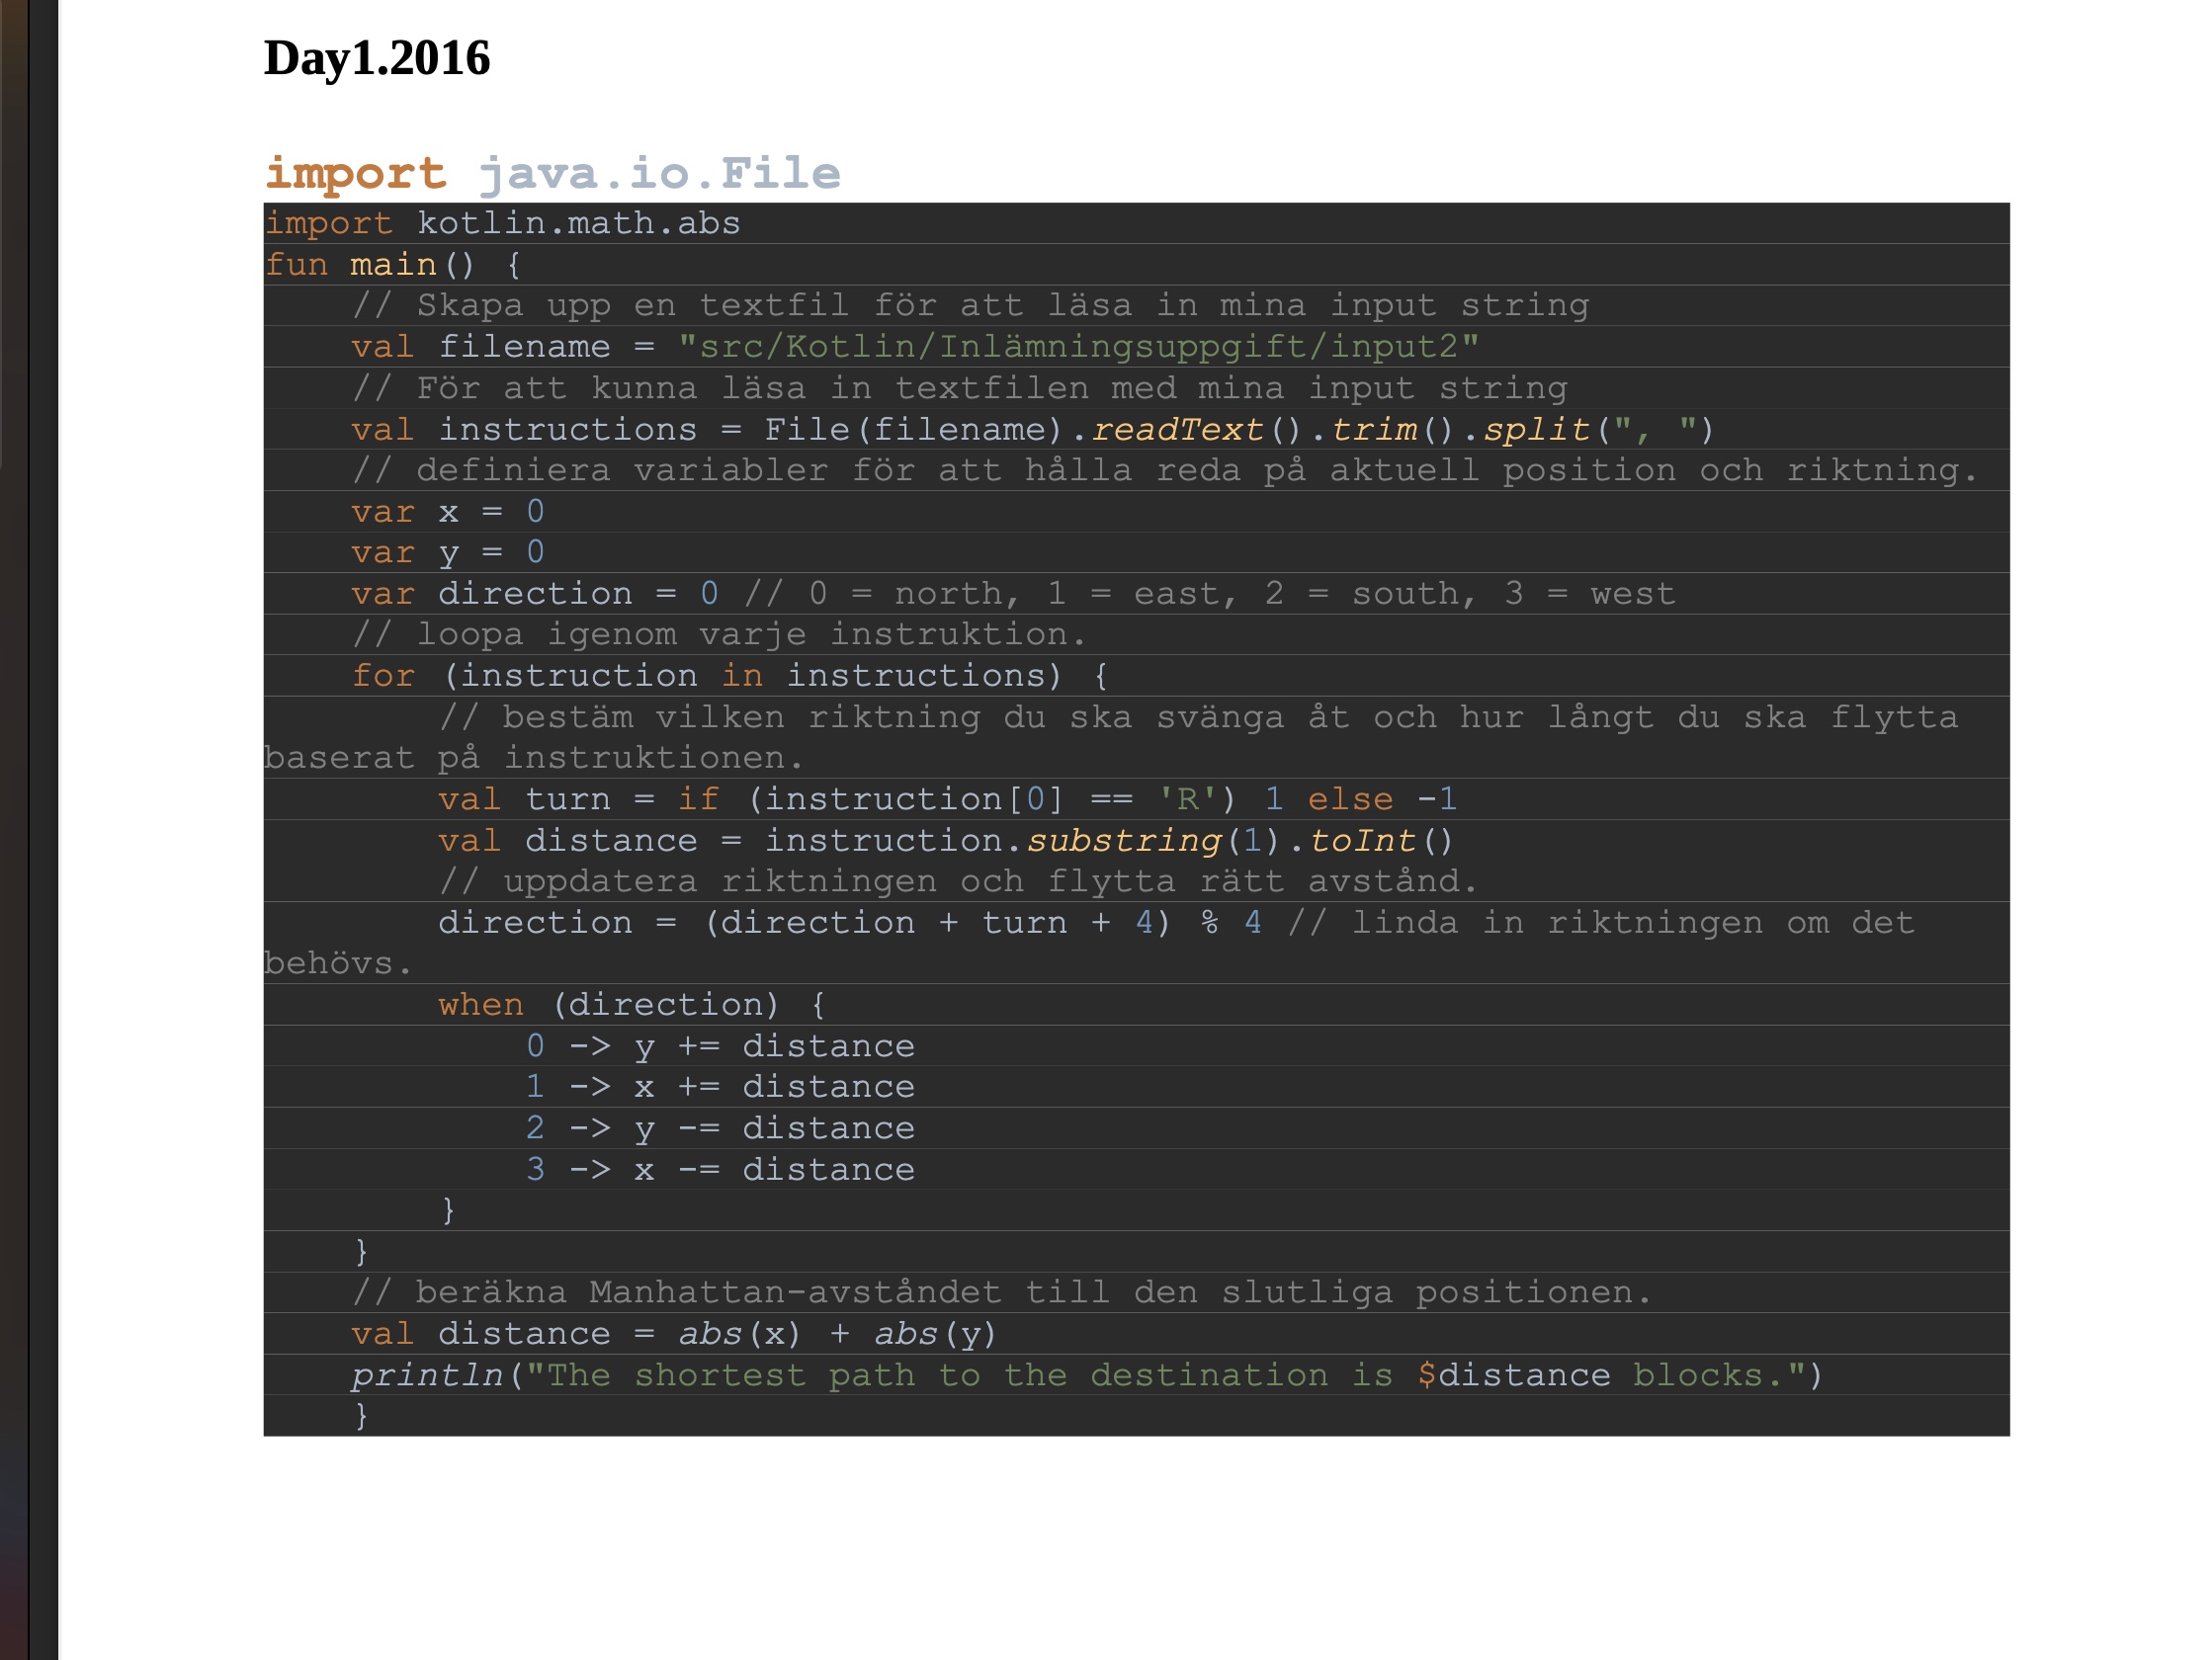 Day1.2016
import java.io.File
import kotlin.math.abs
fun main() {
    // Skapa upp en textfil för att läsa in mina input string
    val filename = "src/Kotlin/Inlämningsuppgift/input2"
    // För att kunna läsa in textfilen med mina input string
    val instructions = File(filename).readText().trim().split(", ")
    // definiera variabler för att hålla reda på aktuell position och riktning.
    var x = 0
    var y = 0
    var direction = 0 // 0 = north, 1 = east, 2 = south, 3 = west
    // loopa igenom varje instruktion.
    for (instruction in instructions) {
        // bestäm vilken riktning du ska svänga åt och hur långt du ska flytta
baserat på instruktionen.
        val turn = if (instruction[0] == 'R') 1 else -1
        val distance = instruction.substring(1).toInt()
        // uppdatera riktningen och flytta rätt avstånd.
        direction = (direction + turn + 4) % 4 // linda in riktningen om det
behövs.
        when (direction) {
            0 -> y += distance
            1 -> x += distance
            2 -> y -= distance
            3 -> x -= distance
        }
    }
    // beräkna Manhattan-avståndet till den slutliga positionen.
    val distance = abs(x) + abs(y)
    println("The shortest path to the destination is $distance blocks.")
    }